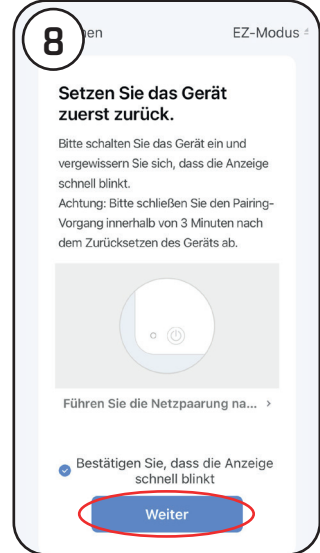 8
en
EZ-Modus
Setzen Sie das Gerät
zuerst zurück.
Bitte schalten Sie das Gerät ein und
vergewissern Sie sich, dass die Anzeige
schnell blinkt.
Achtung: Bitte schließen Sie den Pairing-
Vorgang innerhalb von 3 Minuten nach
dem Zurücksetzen des Geräts ab.
Führen Sie die Netzpaarung na... >
Bestätigen Sie, dass die Anzeige
schnell blinkt
Weiter